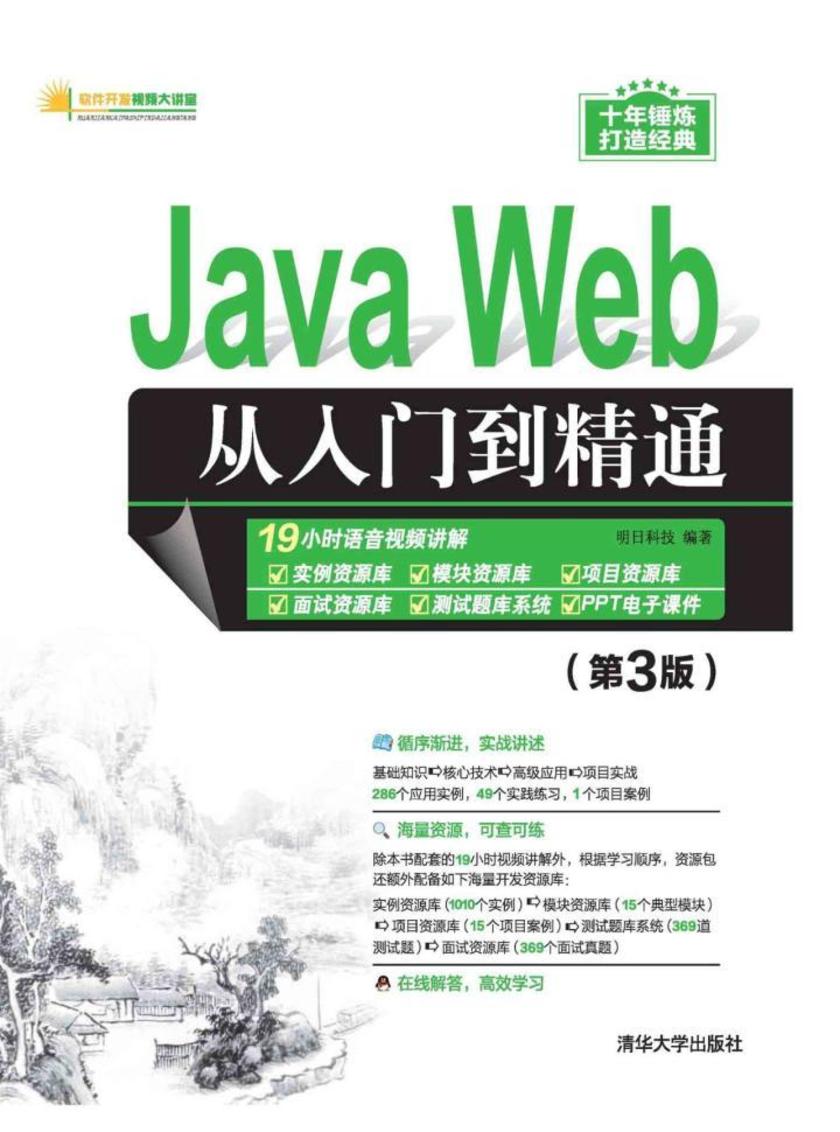 软件开发视频大讲堂
RUANJIANKAIFASHIPINDAJIANGTANG
十年锤炼
打造经典
Java Web
从入门到精通
19小时语音视频讲解
明日科技 编著
实例资源库 模块资源库 项目资源库
面试资源库 测试题库系统 PPT电子课件
（第3版）
循序渐进，实战讲述
基础知识➪核心技术➪高级应用➪项目实战
286个应用实例，49个实践练习，1个项目案例
海量资源，可查可练
除本书配套的19小时视频讲解外，根据学习顺序，资源包
还额外配备如下海量开发资源库：
实例资源库（1010个实例）➪模块资源库（15个典型模块）
➪项目资源库（15个项目案例）➪测试题库系统（369道
测试题）➪面试资源库（369个面试真题）
在线解答，高效学习
清华大学出版社